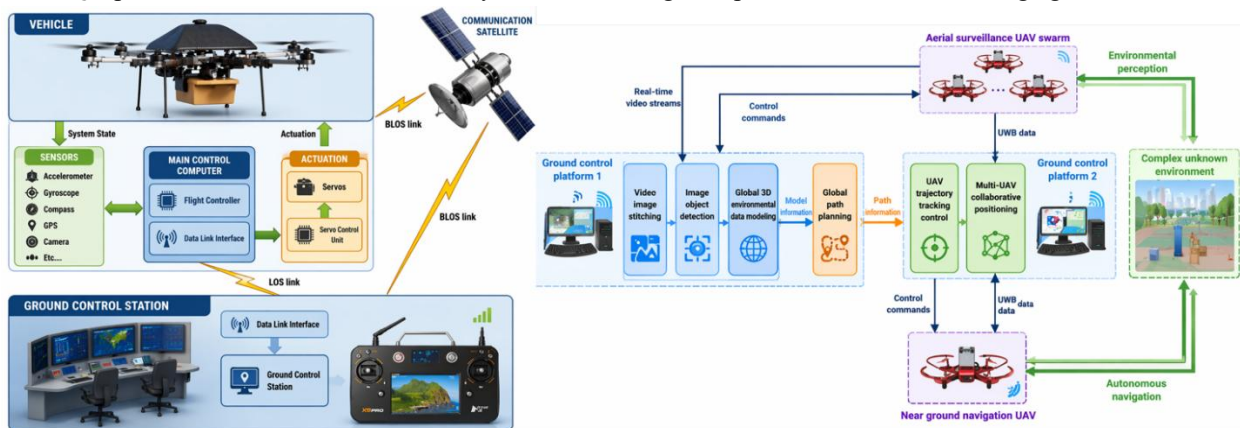 VEHICLE
COMMUNICATION
SATELLITE
System State
Actuation
BLOS link
SENSORS
Accelerometer
Gyroscope
Compass
GPS
Camera
Etc...
MAIN CONTROL
COMPUTER
Flight Controller
Data Link Interface
ACTUATION
Servos
Servo Control
Unit
BLOS link
LOS link
GROUND CONTROL STATION
Data Link Interface
Ground Control
Station
Aerial surveillance UAV swarm
Environmental
perception
Real-time
video streams
Control
commands
UWB data
Ground control
platform 1
Video
image
stitching
Image
object
detection
Global 3D
environmental
data modeling
Model
information
Global
path
planning
Path
information
UAV
trajectory
tracking
control
Multi-UAV
collaborative
positioning
Ground control
platform 2
Complex unknown
environment
Control
commands
UWB data
data
Near ground navigation UAV
Autonomous
navigation